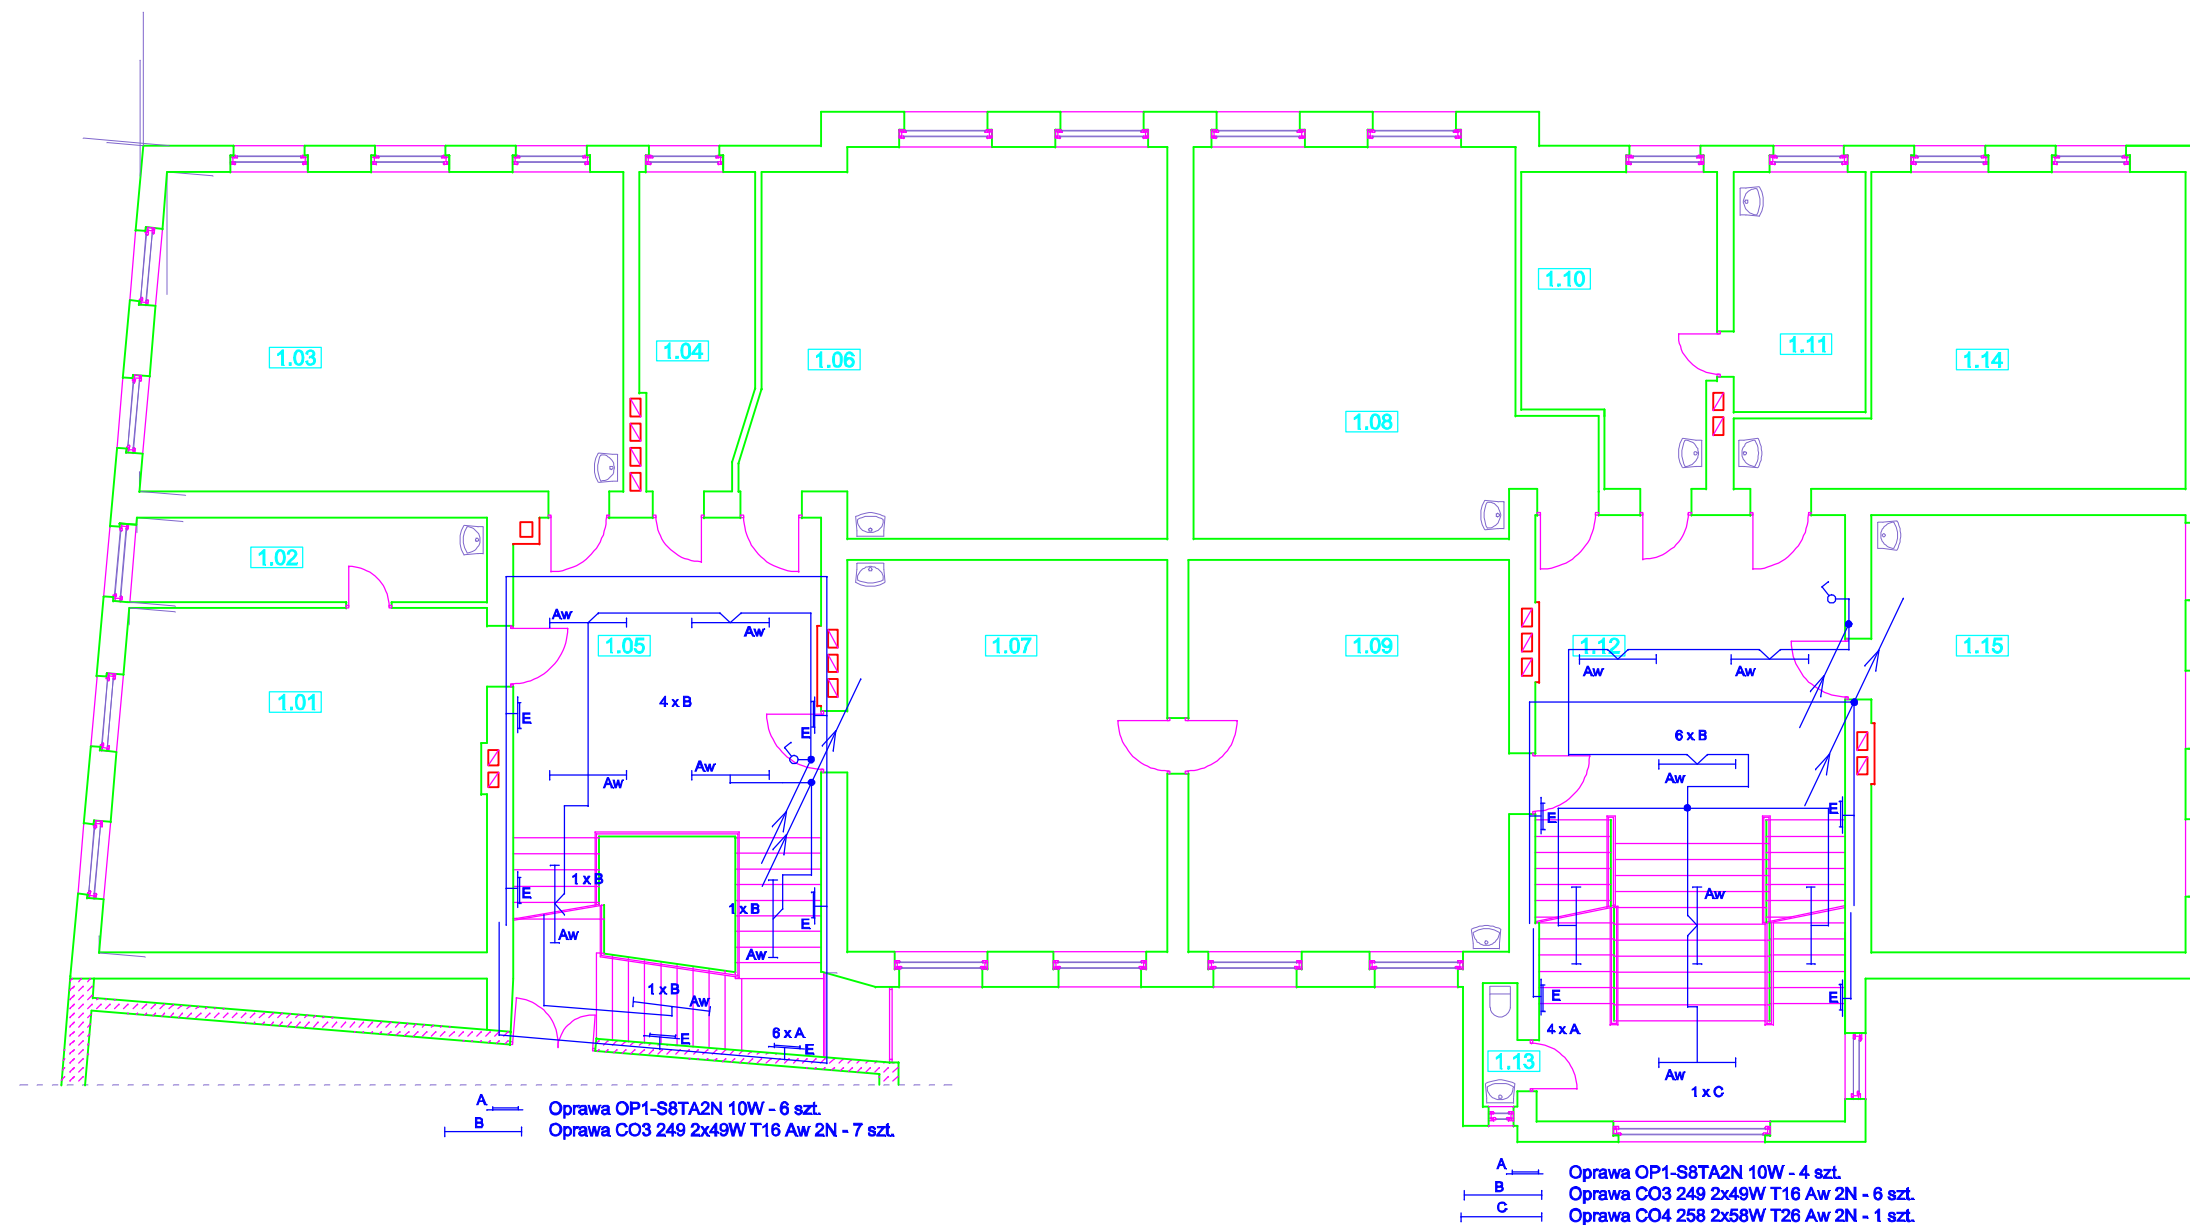 1.10
1.11
1.03
1.04
1.06
1.14
1.08
1.02
Aw
Aw
1.05
1.07
1.09
1.12
1.15
Aw
Aw
1.01
4 x B
E
E
6 x B
Aw
Aw
Aw
E
E
1 x B
E
1 x B
E
Aw
Aw
Aw
1 x B
Aw
E
E
6 x A
E
E
4 x A
1.13
Aw
1 x C
A
Oprawa OP1-S8TA2N 10W - 6 szt.
B
Oprawa CO3 249 2x49W T16 Aw 2N - 7 szt.
A
Oprawa OP1-S8TA2N 10W - 4 szt.
B
Oprawa CO3 249 2x49W T16 Aw 2N - 6 szt.
C
Oprawa CO4 258 2x58W T26 Aw 2N - 1 szt.